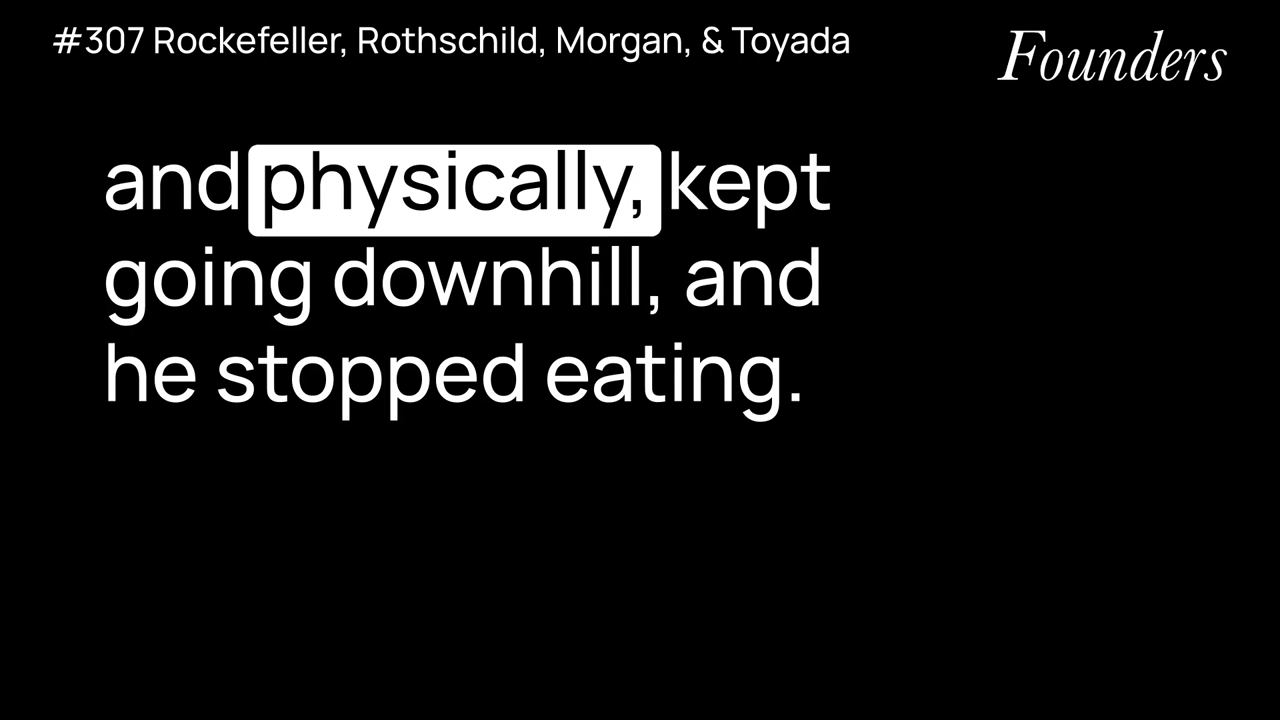 #307 Rockefeller, Rothschild, Morgan, & Toyada
Founders
and physically, kept
going downhill, and
he stopped eating.